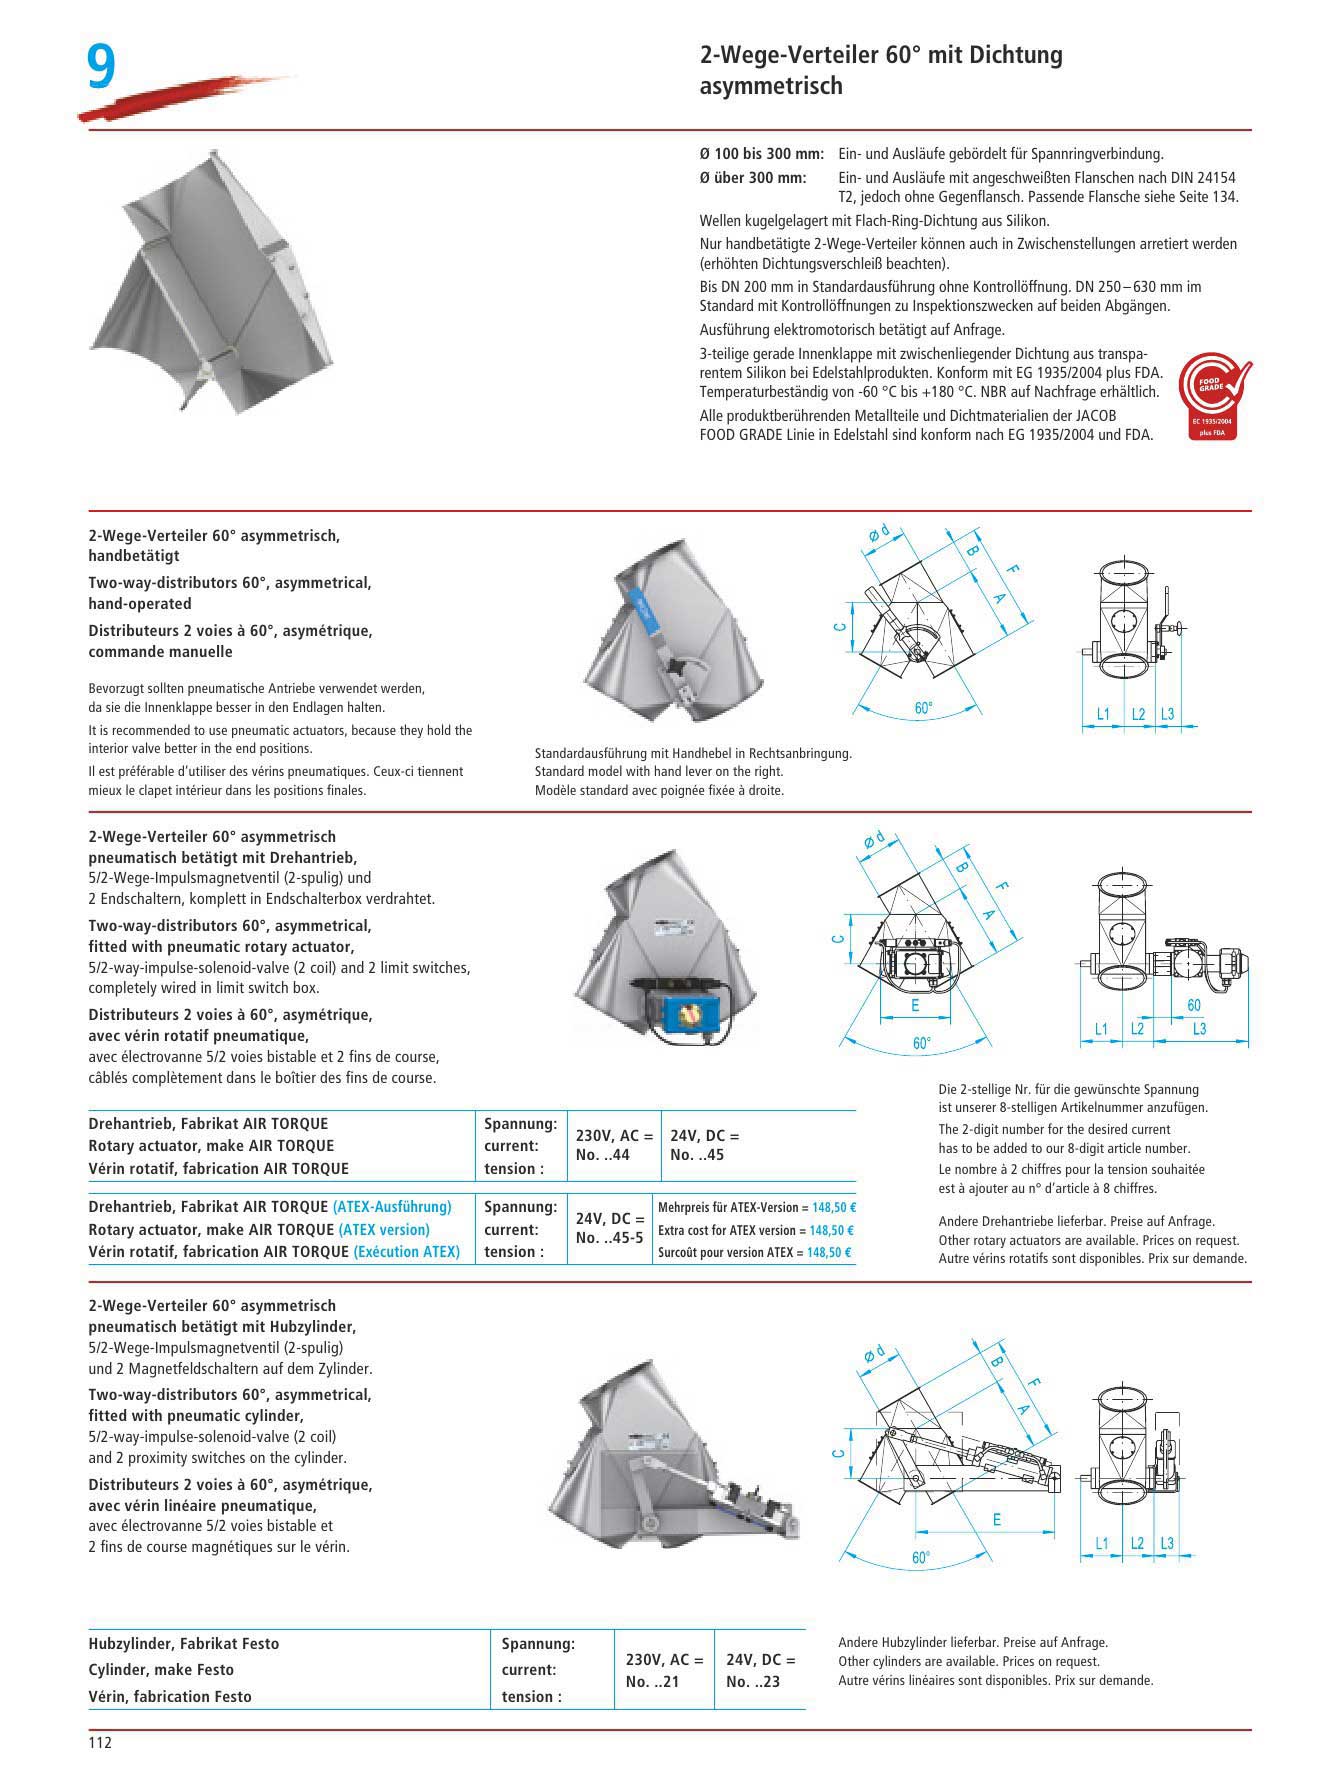 9
2-Wege-Verteiler 60° mit Dichtung
asymmetrisch
Ø 100 bis 300 mm: Ein- und Ausläufe gebördelt für Spannringverbindung.
Ø über 300 mm: Ein- und Ausläufe mit angeschweißten Flanschen nach DIN 24154
T2, jedoch ohne Gegenflansch. Passende Flansche siehe Seite 134.
Wellen kugelgelagert mit Flach-Ring-Dichtung aus Silikon.
Nur handbetätigte 2-Wege-Verteiler können auch in Zwischenstellungen arretiert werden
(erhöhten Dichtungsverschleiß beachten).
Bis DN 200 mm in Standardausführung ohne Kontrollöffnung. DN 250–630 mm im
Standard mit Kontrollöffnungen zu Inspektionszwecken auf beiden Abgängen.
Ausführung elektromotorisch betätigt auf Anfrage.
3-teilige gerade Innenklappe mit zwischenliegender Dichtung aus transpa-
rentem Silikon bei Edelstahlprodukten. Konform mit EG 1935/2004 plus FDA.
Temperaturbeständig von -60 °C bis +180 °C. NBR auf Nachfrage erhältlich.
Alle produktberührenden Metallteile und Dichtmaterialien der JACOB
FOOD GRADE Linie in Edelstahl sind konform nach EG 1935/2004 und FDA.
FOOD
GRADE
EC 1935/2004
plus FDA
2-Wege-Verteiler 60° asymmetrisch,
handbetätigt
Two-way-distributors 60°, asymmetrical,
hand-operated
Distributeurs 2 voies à 60°, asymétrique,
commande manuelle
Bevorzugt sollten pneumatische Antriebe verwendet werden,
da sie die Innenklappe besser in den Endlagen halten.
It is recommended to use pneumatic actuators, because they hold the
interior valve better in the end positions.
Il est préférable d'utiliser des vérins pneumatiques. Ceux-ci tiennent
mieux le clapet intérieur dans les positions finales.
Standardausführung mit Handhebel in Rechtsanbringung.
Standard model with hand lever on the right.
Modèle standard avec poignée fixée à droite.
Ø d
B
F
A
C
60°
L1 L2 L3
2-Wege-Verteiler 60° asymmetrisch
pneumatisch betätigt mit Drehantrieb,
5/2-Wege-Impulsmagnetventil (2-spulig) und
2 Endschaltern, komplett in Endschalterbox verdrahtet.
Two-way-distributors 60°, asymmetrical,
fitted with pneumatic rotary actuator,
5/2-way-impulse-solenoid-valve (2 coil) and 2 limit switches,
completely wired in limit switch box.
Distributeurs 2 voies à 60°, asymétrique,
avec vérin rotatif pneumatique,
avec électrovanne 5/2 voies bistable et 2 fins de course,
câblés complètement dans le boîtier des fins de course.
Ø d
B
F
A
C
E
60°
60
L1 L2 L3
Drehantrieb, Fabrikat AIR TORQUE
Rotary actuator, make AIR TORQUE
Vérin rotatif, fabrication AIR TORQUE
Spannung:
current:
tension :
230V, AC =
No. ..44
24V, DC =
No. ..45
Drehantrieb, Fabrikat AIR TORQUE (ATEX-Ausführung)
Rotary actuator, make AIR TORQUE (ATEX version)
Vérin rotatif, fabrication AIR TORQUE (Exécution ATEX)
Spannung:
current:
tension :
24V, DC =
No. ..45-5
Mehrpreis für ATEX-Version = 148,50 €
Extra cost for ATEX version = 148,50 €
Surcoût pour version ATEX = 148,50 €
Die 2-stellige Nr. für die gewünschte Spannung
ist unserer 8-stelligen Artikelnummer anzufügen.
The 2-digit number for the desired current
has to be added to our 8-digit article number.
Le nombre à 2 chiffres pour la tension souhaitée
est à ajouter au n° d'article à 8 chiffres.
Andere Drehantriebe lieferbar. Preise auf Anfrage.
Other rotary actuators are available. Prices on request.
Autre vérins rotatifs sont disponibles. Prix sur demande.
2-Wege-Verteiler 60° asymmetrisch
pneumatisch betätigt mit Hubzylinder,
5/2-Wege-Impulsmagnetventil (2-spulig)
und 2 Magnetfeldschaltern auf dem Zylinder.
Two-way-distributors 60°, asymmetrical,
fitted with pneumatic cylinder,
5/2-way-impulse-solenoid-valve (2 coil)
and 2 proximity switches on the cylinder.
Distributeurs 2 voies à 60°, asymétrique,
avec vérin linéaire pneumatique,
avec électrovanne 5/2 voies bistable et
2 fins de course magnétiques sur le vérin.
Ø d
B
F
A
C
E
60°
L1 L2 L3
Hubzylinder, Fabrikat Festo
Cylinder, make Festo
Vérin, fabrication Festo
Spannung:
current:
tension :
230V, AC =
No. ..21
24V, DC =
No. ..23
Andere Hubzylinder lieferbar. Preise auf Anfrage.
Other cylinders are available. Prices on request.
Autre vérins linéaires sont disponibles. Prix sur demande.
112